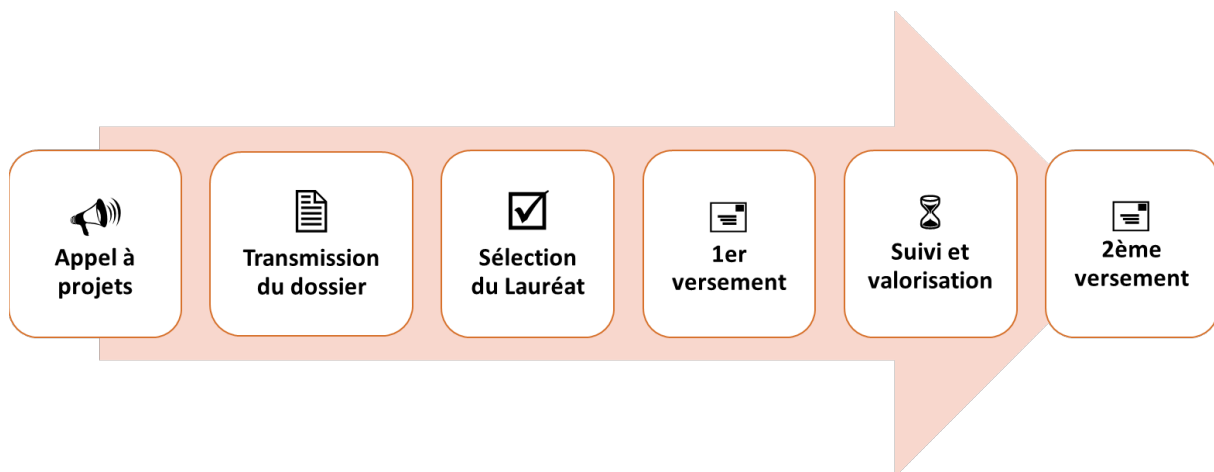 Appel à
projets
Transmission
du dossier
Sélection
du Lauréat
1er
versement
Suivi et
valorisation
2ème
versement